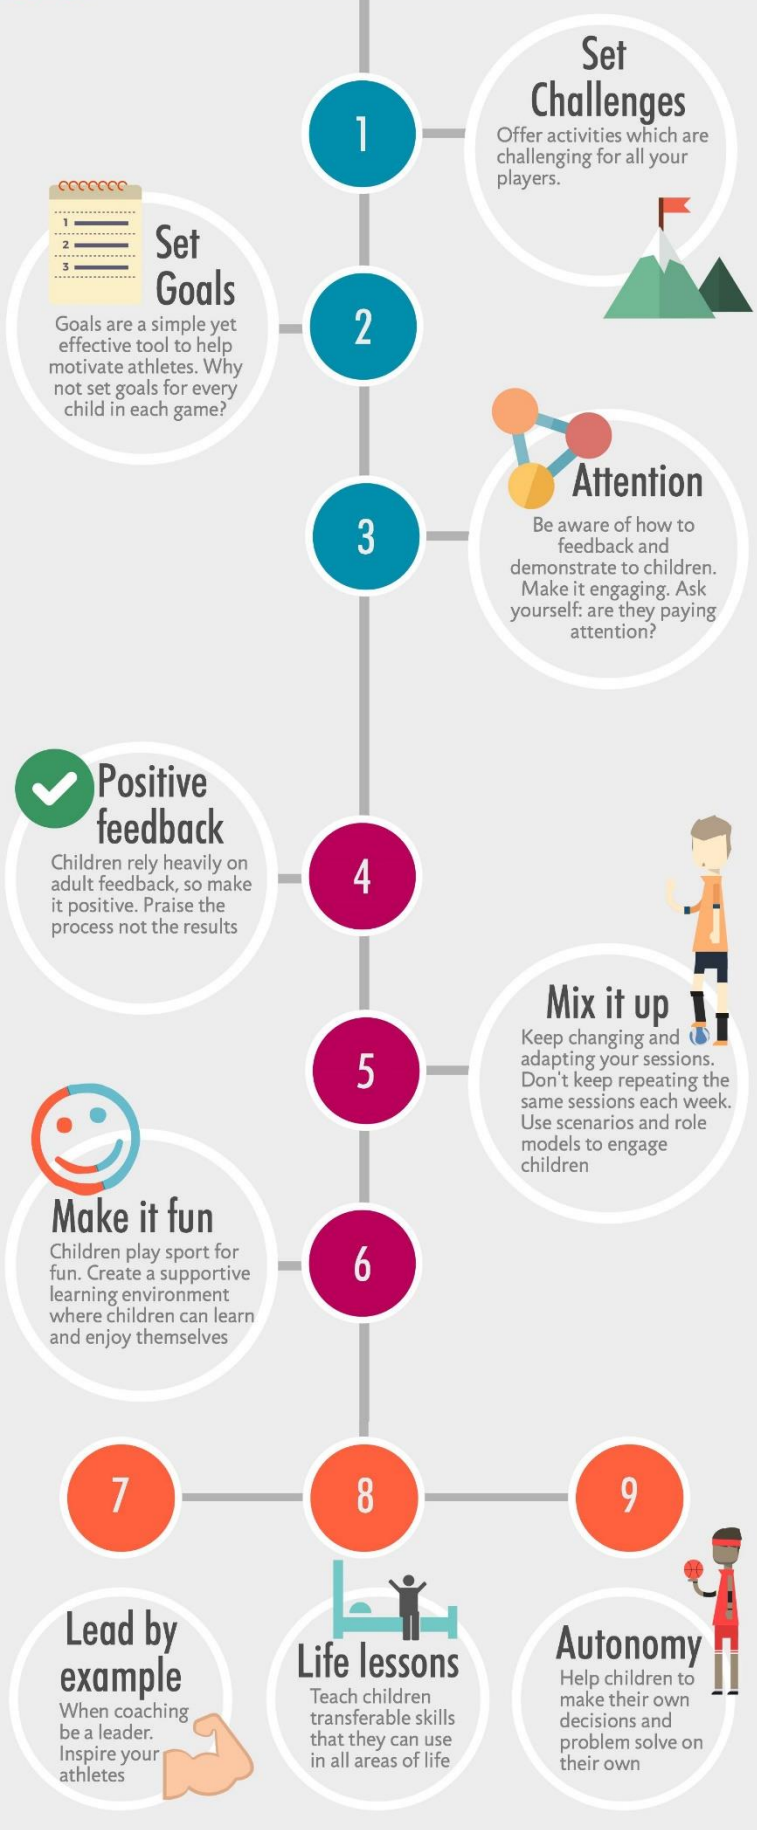 1
Set
Challenges
Offer activities which are
challenging for all your
players.
1
2
3
Set
Goals
Goals are a simple yet
effective tool to help
motivate athletes. Why
not set goals for every
child in each game?
2
3
Attention
Be aware of how to
feedback and
demonstrate to children.
Make it engaging. Ask
yourself: are they paying
attention?
Positive
feedback
Children rely heavily on
adult feedback, so make
it positive. Praise the
process not the results
4
5
Mix it up
Keep changing and
adapting your sessions.
Don't keep repeating the
same sessions each week.
Use scenarios and role
models to engage
children
Make it fun
Children play sport for
fun. Create a supportive
learning environment
where children can learn
and enjoy themselves
6
7
8
9
Lead by
example
When coaching
be a leader.
Inspire your
athletes
Life lessons
Teach children
transferable skills
that they can use
in all areas of life
Autonomy
Help children to
make their own
decisions and
problem solve on
their own